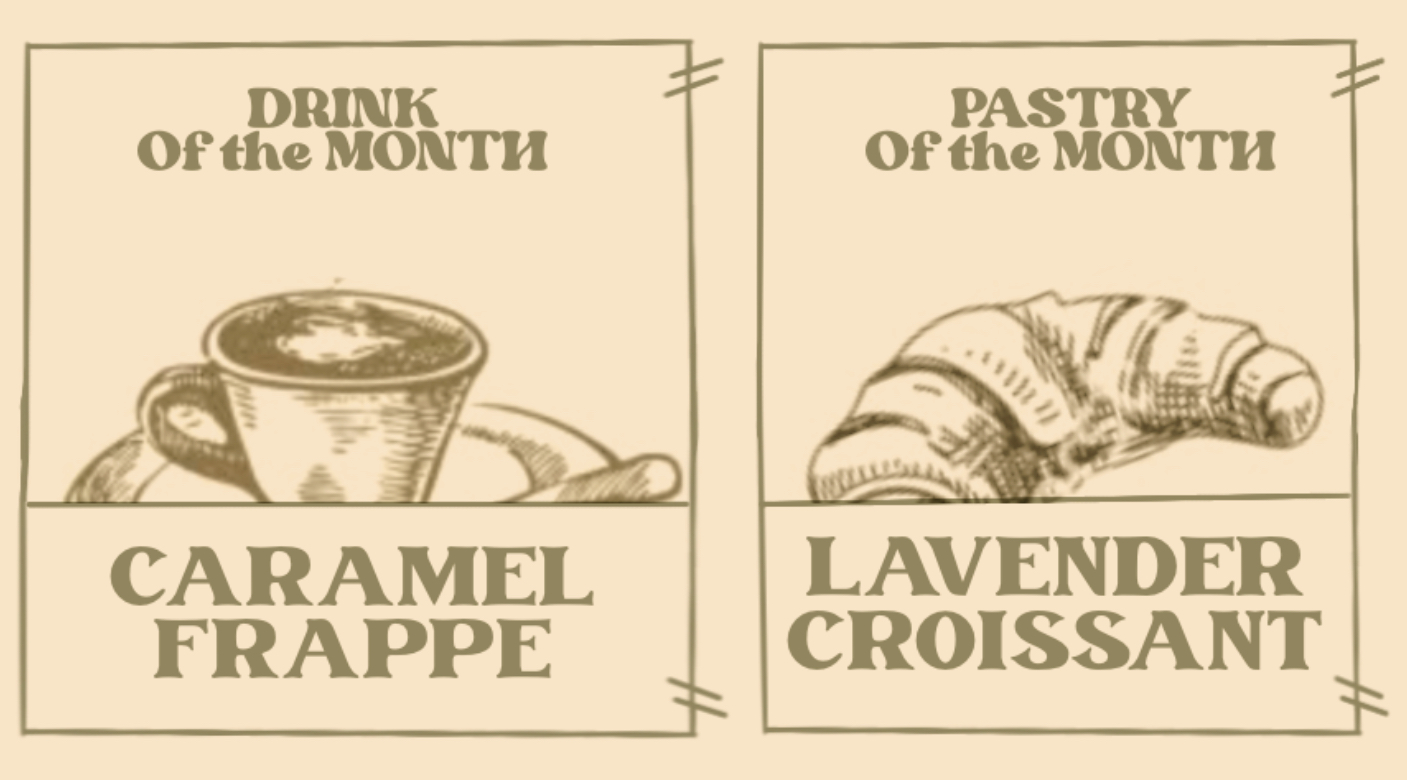 DRINK
Of the MONTH
CARAMEL
FRAPPE
PASTRY
Of the MONTH
LAVENDER
CROISSANT